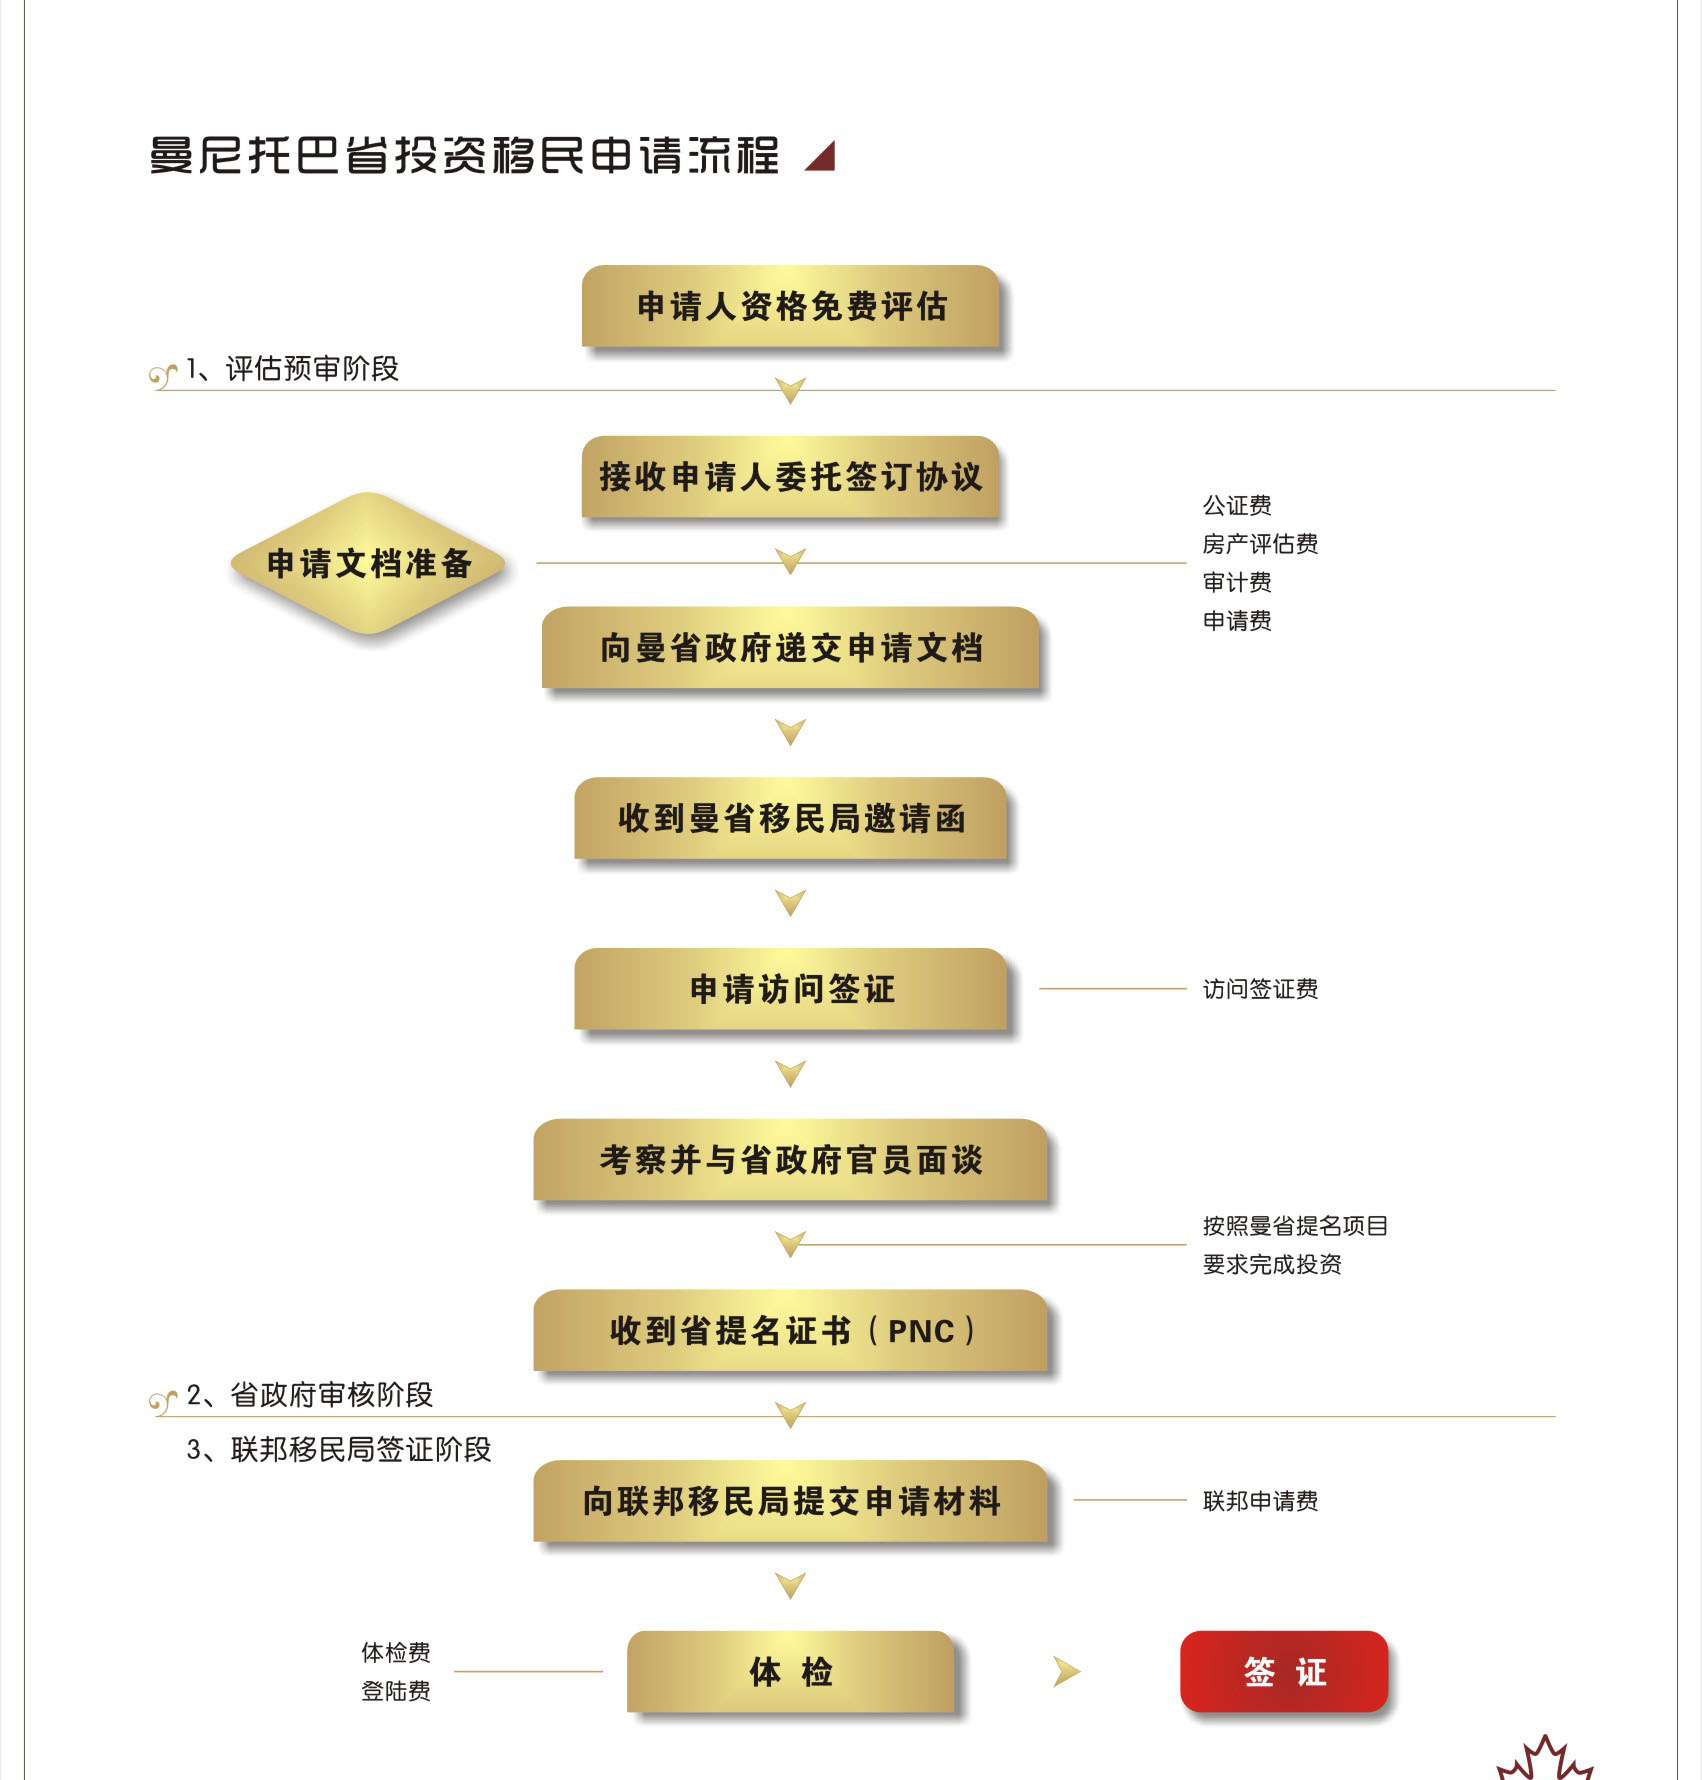 曼尼托巴省投资移民申请流程
申请人资格免费评估
1、评估预审阶段
接收申请人委托签订协议
申请文档准备
公证费
房产评估费
审计费
申请费
向曼省政府递交申请文档
收到曼省移民局邀请函
申请访问签证
访问签证费
考察并与省政府官员面谈
按照曼省提名项目
要求完成投资
收到省提名证书（PNC）
2、省政府审核阶段
3、联邦移民局签证阶段
向联邦移民局提交申请材料
联邦申请费
体检费
登陆费
体 检
签 证